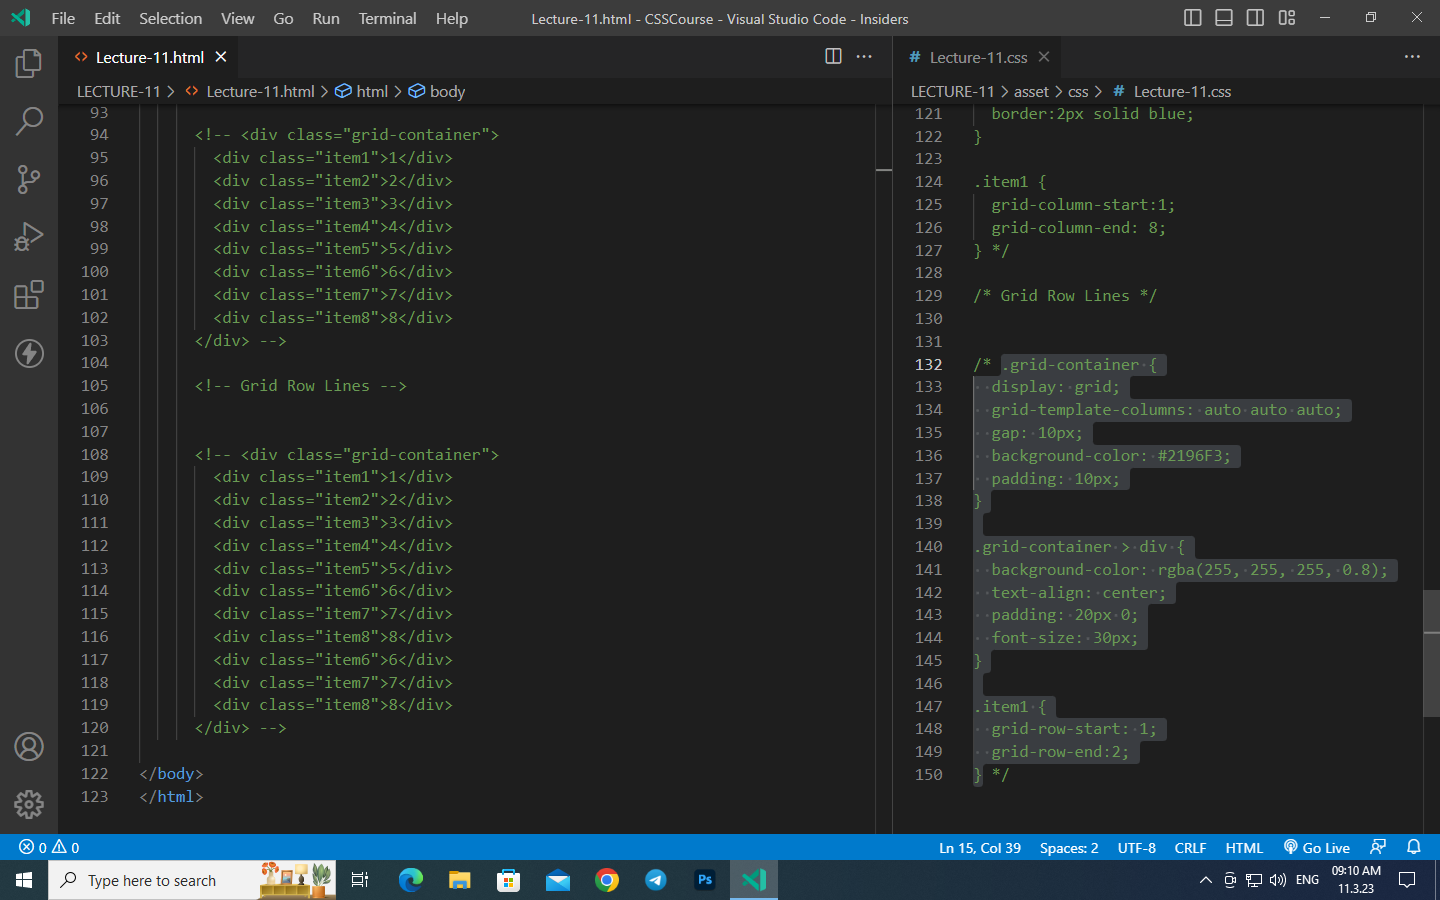 File Edit Selection View Go Run Terminal Help
Lecture-11.html - CSSCourse - Visual Studio Code - Insiders
Lecture-11.html
LECTURE-11 > Lecture-11.html > html > body
93
94 <!-- <div class="grid-container">
95 <div class="item1">1</div>
96 <div class="item2">2</div>
97 <div class="item3">3</div>
98 <div class="item4">4</div>
99 <div class="item5">5</div>
100 <div class="item6">6</div>
101 <div class="item7">7</div>
102 <div class="item8">8</div>
103 </div> -->
104
105 <!-- Grid Row Lines -->
106
107
108 <!-- <div class="grid-container">
109 <div class="item1">1</div>
110 <div class="item2">2</div>
111 <div class="item3">3</div>
112 <div class="item4">4</div>
113 <div class="item5">5</div>
114 <div class="item6">6</div>
115 <div class="item7">7</div>
116 <div class="item8">8</div>
117 <div class="item6">6</div>
118 <div class="item7">7</div>
119 <div class="item8">8</div>
120 </div> -->
121
122 </body>
123 </html>
# Lecture-11.css
LECTURE-11 > asset > css > # Lecture-11.css
121 border:2px solid blue;
122 }
123
124 .item1 {
125 grid-column-start:1;
126 grid-column-end: 8;
127 } */
128
129 /* Grid Row Lines */
130
131
132 /* .grid-container {
133 display: grid;
134 grid-template-columns: auto auto auto;
135 gap: 10px;
136 background-color: #2196F3;
137 padding: 10px;
138 }
139
140 .grid-container > div {
141 background-color: rgba(255, 255, 255, 0.8);
142 text-align: center;
143 padding: 20px 0;
144 font-size: 30px;
145 }
146
147 .item1 {
148 grid-row-start: 1;
149 grid-row-end:2;
150 } */
0 0
Ln 15, Col 39 Spaces: 2 UTF-8 CRLF HTML Go Live
Type here to search
Ps
ENG
09:10 AM
11.3.23